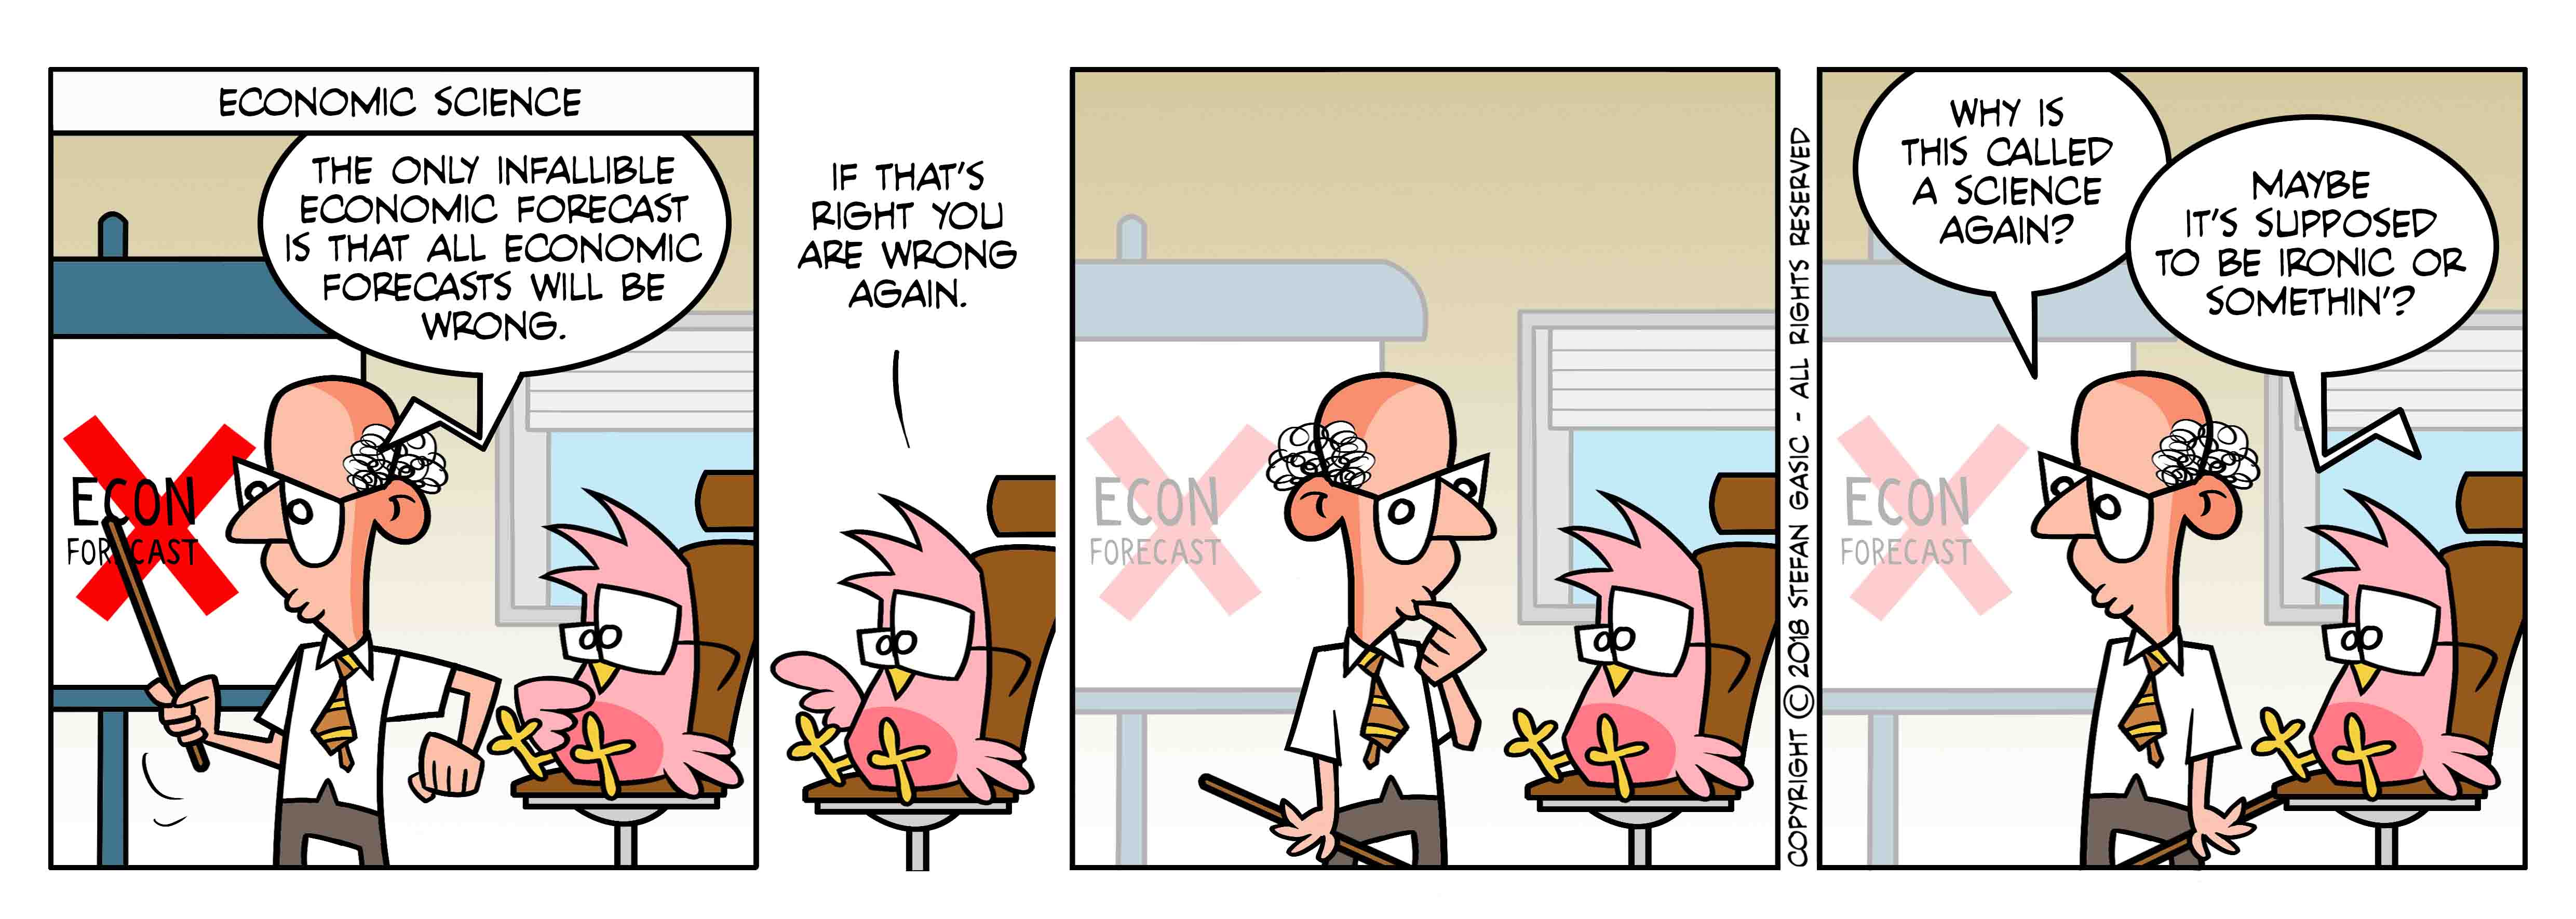 ECONOMIC SCIENCE
THE ONLY INFALLIBLE
ECONOMIC FORECAST
IS THAT ALL ECONOMIC
FORECASTS WILL BE
WRONG.
ECON
FORECAST
IF THAT'S
RIGHT YOU
ARE WRONG
AGAIN.
ECON
FORECAST
COPYRIGHT © 2018 STEFAN GASIC - ALL RIGHTS RESERVED
WHY IS
THIS CALLED
A SCIENCE
AGAIN?
MAYBE
IT'S SUPPOSED
TO BE IRONIC OR
SOMETHIN'?
ECON
FORECAST